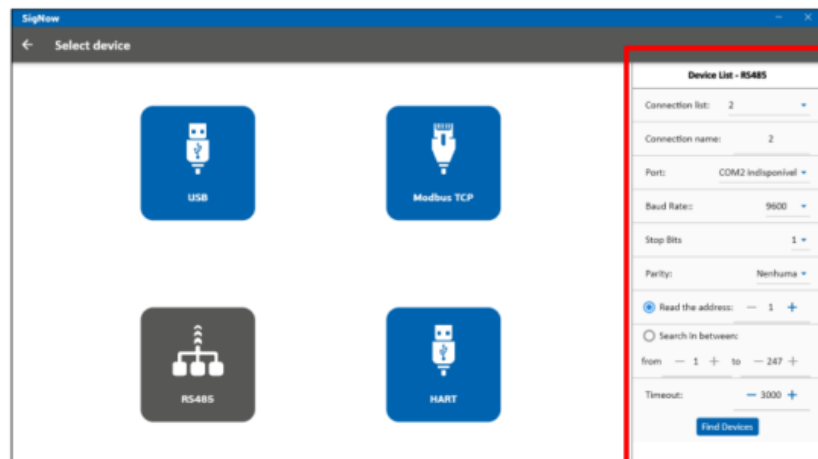 SigNow
Select device
USB
Modbus TCP
RS485
HART
Device List - RS485
Connection list: 2
Connection name: 2
Port: COM2 indisponivel
Baud Rate:: 9600
Stop Bits 1
Parity: Nenhuma
Read the address: — 1 +
Search in between:
from — 1 + to — 247 +
Timeout: — 3000 +
Find Devices